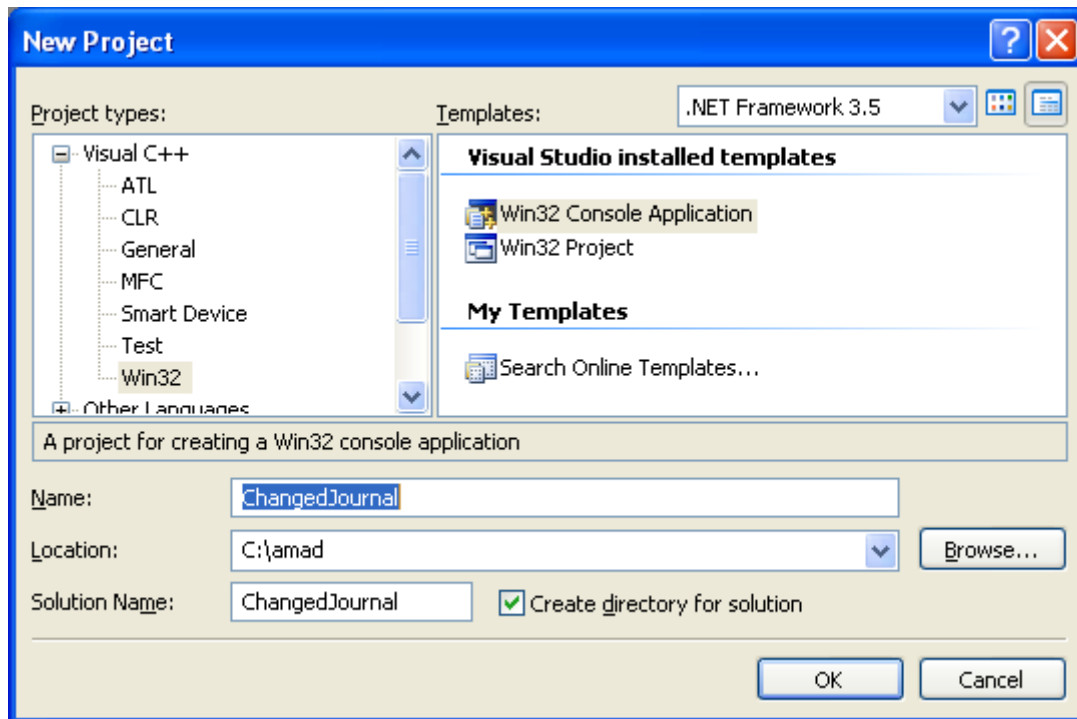 New Project
Project types:
Templates:
.NET Framework 3.5
Visual C++
ATL
CLR
General
MFC
Smart Device
Test
Win32
Other Languages
Visual Studio installed templates
Win32 Console Application
Win32 Project
My Templates
Search Online Templates...
A project for creating a Win32 console application
Name:
ChangedJournal
Location:
C:\amad
Browse...
Solution Name:
ChangedJournal
Create directory for solution
OK
Cancel